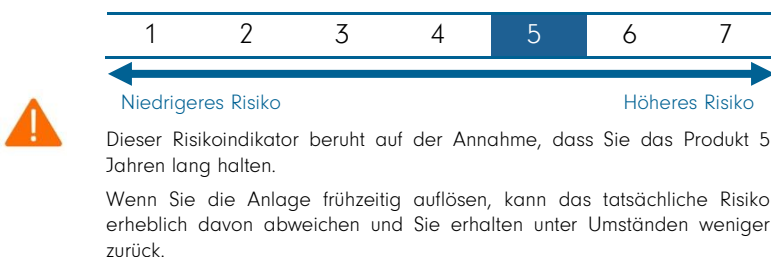 1 2 3 4 5 6 7
Niedrigeres Risiko Höheres Risiko
Dieser Risikoindikator beruht auf der Annahme, dass Sie das Produkt 5
Jahren lang halten.
Wenn Sie die Anlage frühzeitig auflösen, kann das tatsächliche Risiko
erheblich davon abweichen und Sie erhalten unter Umständen weniger
zurück.